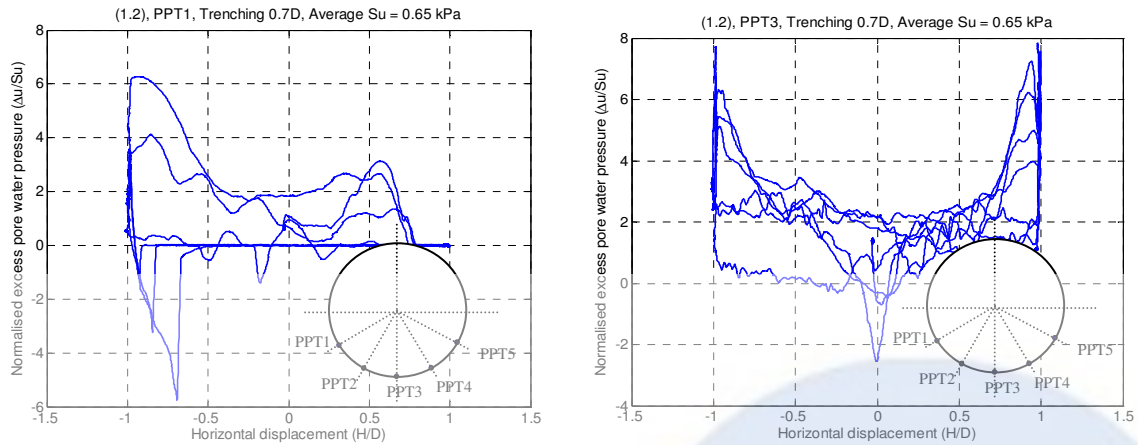 (1.2), PPT1, Trenching 0.7D, Average Su = 0.65 kPa
8
6
4
2
0
-2
-4
-6
-1.5
-1
-0.5
0
0.5
1
1.5
Normalised excess pore water pressure (Δu/Su)
Horizontal displacement (H/D)
PPT1
PPT2
PPT3
PPT4
PPT5
(1.2), PPT3, Trenching 0.7D, Average Su = 0.65 kPa
8
6
4
2
0
-2
-4
-1.5
-1
-0.5
0
0.5
1
1.5
Normalised excess pore water pressure (Δu/Su)
Horizontal displacement (H/D)
PPT1
PPT2
PPT3
PPT4
PPT5